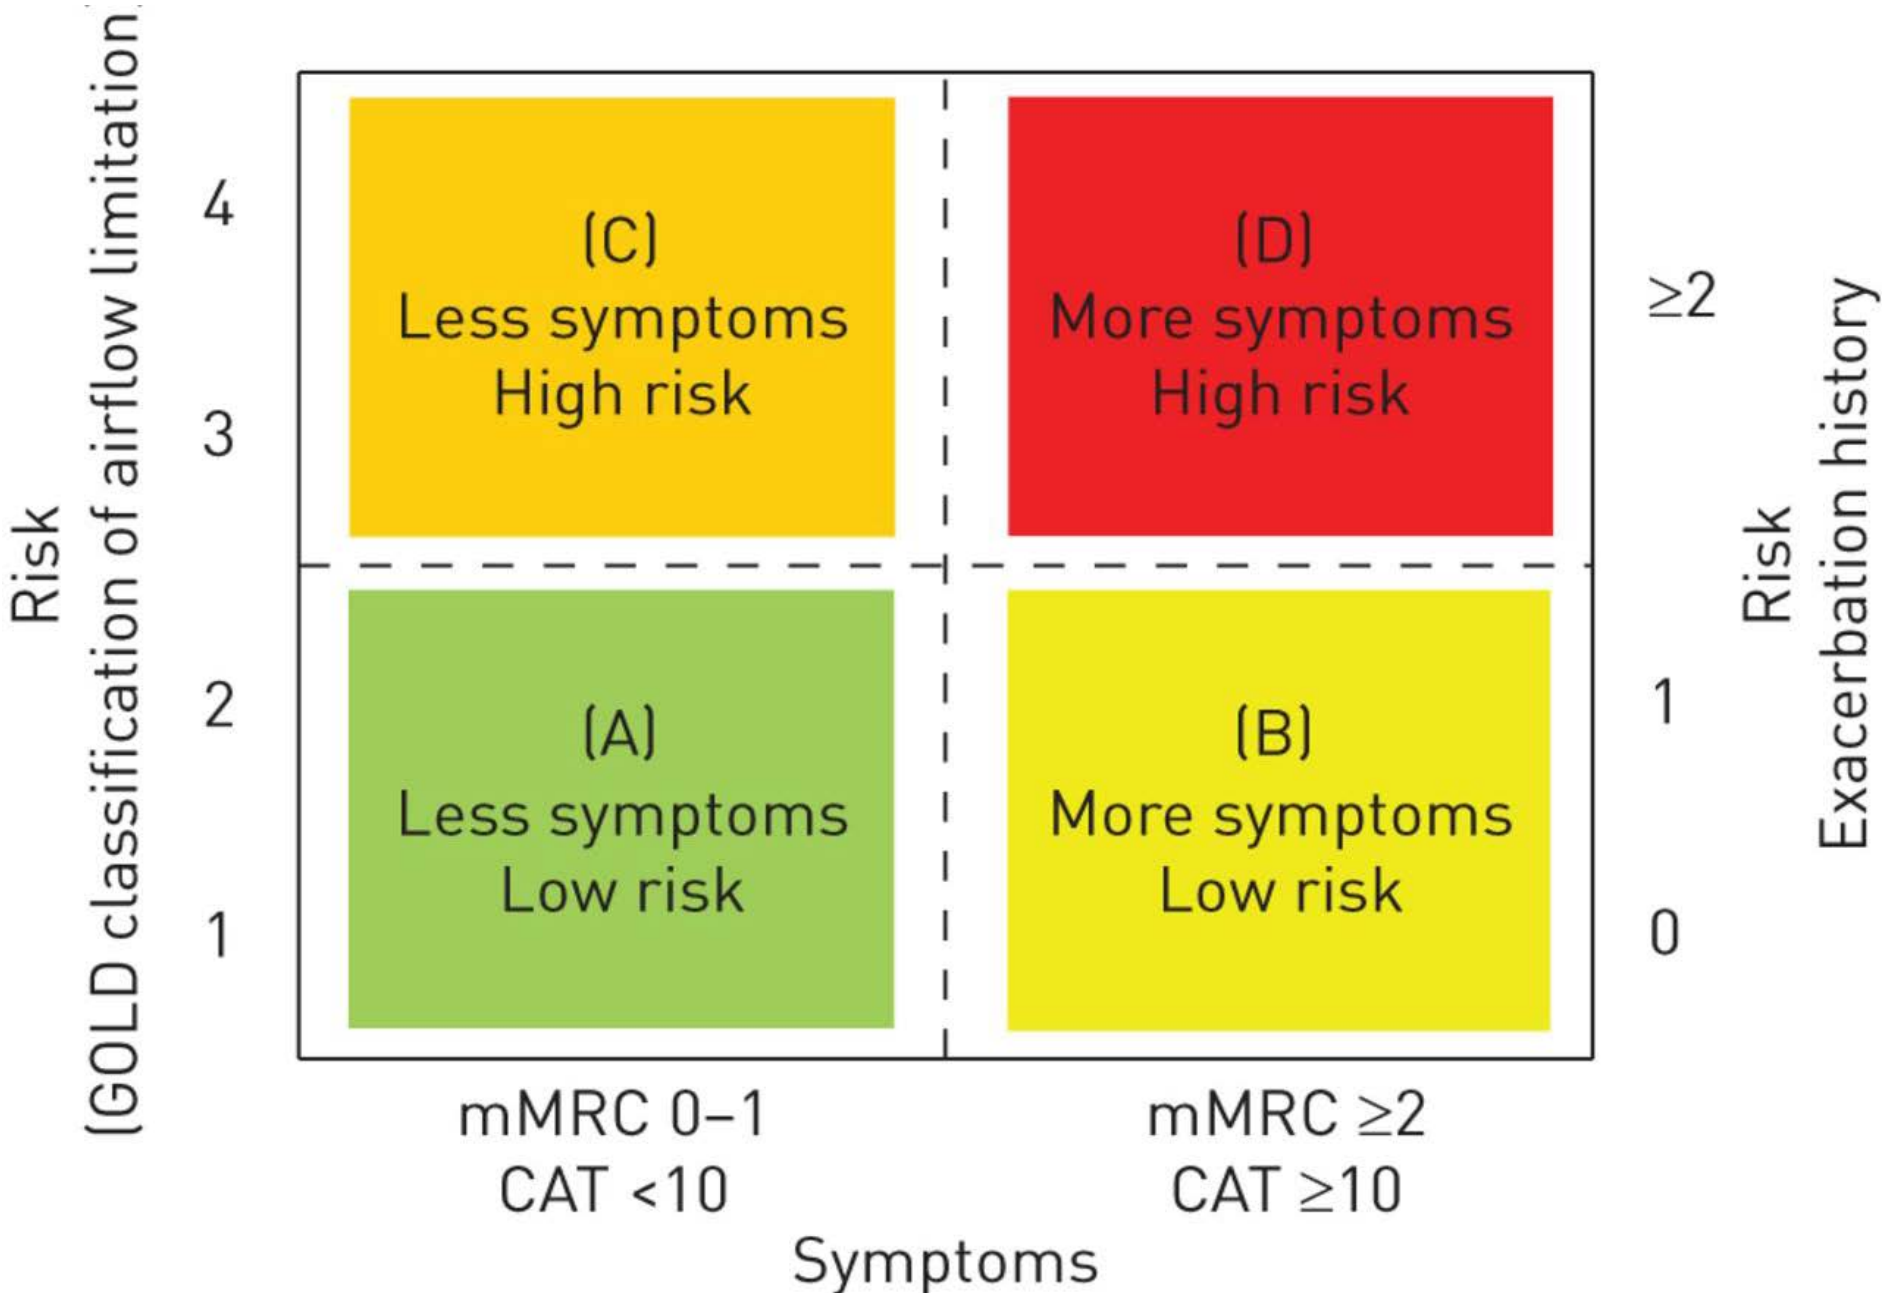 Risk
(GOLD classification of airflow limitation)
4
3
2
1
(C)
Less symptoms
High risk
(D)
More symptoms
High risk
(A)
Less symptoms
Low risk
(B)
More symptoms
Low risk
≥2
1
0
Risk
Exacerbation history
mMRC 0–1
CAT <10
mMRC ≥2
CAT ≥10
Symptoms